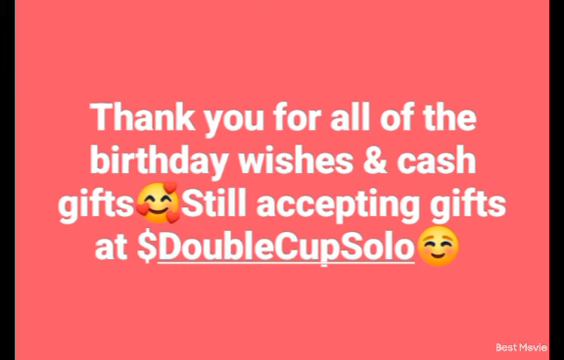 Thank you for all of the
birthday wishes & cash
gifts🥰Still accepting gifts
at $DoubleCupSolo☺️
Best Movie